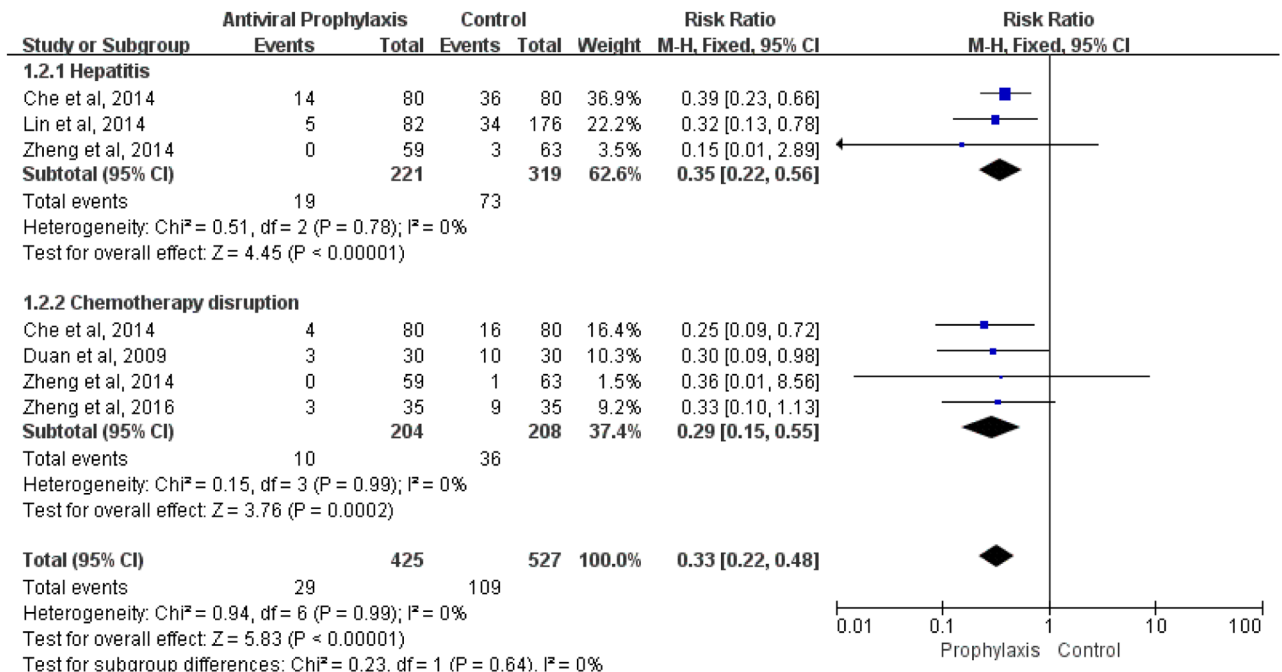 Antiviral Prophylaxis Control Risk Ratio Risk Ratio
Study or Subgroup Events Total Events Total Weight M-H, Fixed, 95% CI M-H, Fixed, 95% CI
1.2.1 Hepatitis
Che et al, 2014 14 80 36 80 36.9% 0.39 [0.23, 0.66]
Lin et al, 2014 5 82 34 176 22.2% 0.32 [0.13, 0.78]
Zheng et al, 2014 0 59 3 63 3.5% 0.15 [0.01, 2.89]
Subtotal (95% CI) 221 319 62.6% 0.35 [0.22, 0.56]
Total events 19 73
Heterogeneity: Chi² = 0.51, df = 2 (P = 0.78); I² = 0%
Test for overall effect: Z = 4.45 (P < 0.00001)
1.2.2 Chemotherapy disruption
Che et al, 2014 4 80 16 80 16.4% 0.25 [0.09, 0.72]
Duan et al, 2009 3 30 10 30 10.3% 0.30 [0.09, 0.98]
Zheng et al, 2014 0 59 1 63 1.5% 0.36 [0.01, 8.56]
Zheng et al, 2016 3 35 9 35 9.2% 0.33 [0.10, 1.13]
Subtotal (95% CI) 204 208 37.4% 0.29 [0.15, 0.55]
Total events 10 36
Heterogeneity: Chi² = 0.15, df = 3 (P = 0.99); I² = 0%
Test for overall effect: Z = 3.76 (P = 0.0002)
Total (95% CI) 425 527 100.0% 0.33 [0.22, 0.48]
Total events 29 109
Heterogeneity: Chi² = 0.94, df = 6 (P = 0.99); I² = 0%
Test for overall effect: Z = 5.83 (P < 0.00001)
Test for subgroup differences: Chi² = 0.23, df = 1 (P = 0.64), I² = 0%
0.01 0.1 1 10 100
Prophylaxis Control